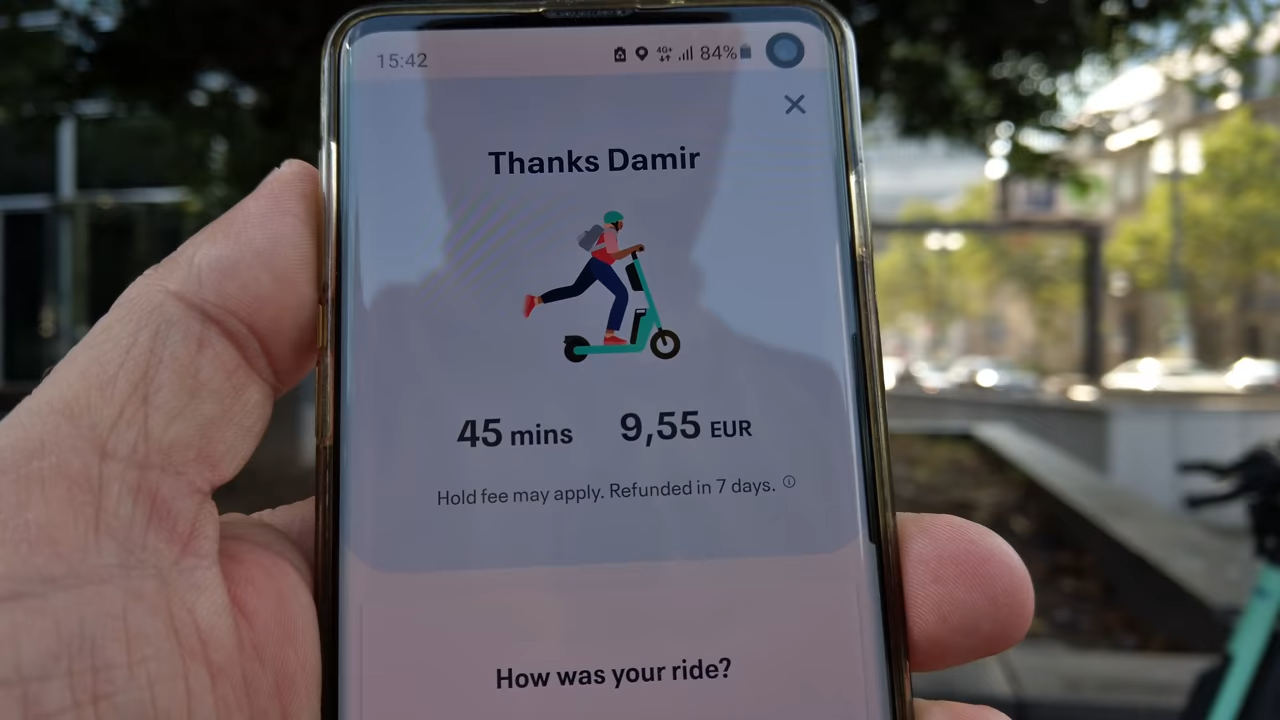 15:42 4G+ 84%
Thanks Damir
45 mins 9,55 EUR
Hold fee may apply. Refunded in 7 days.
How was your ride?